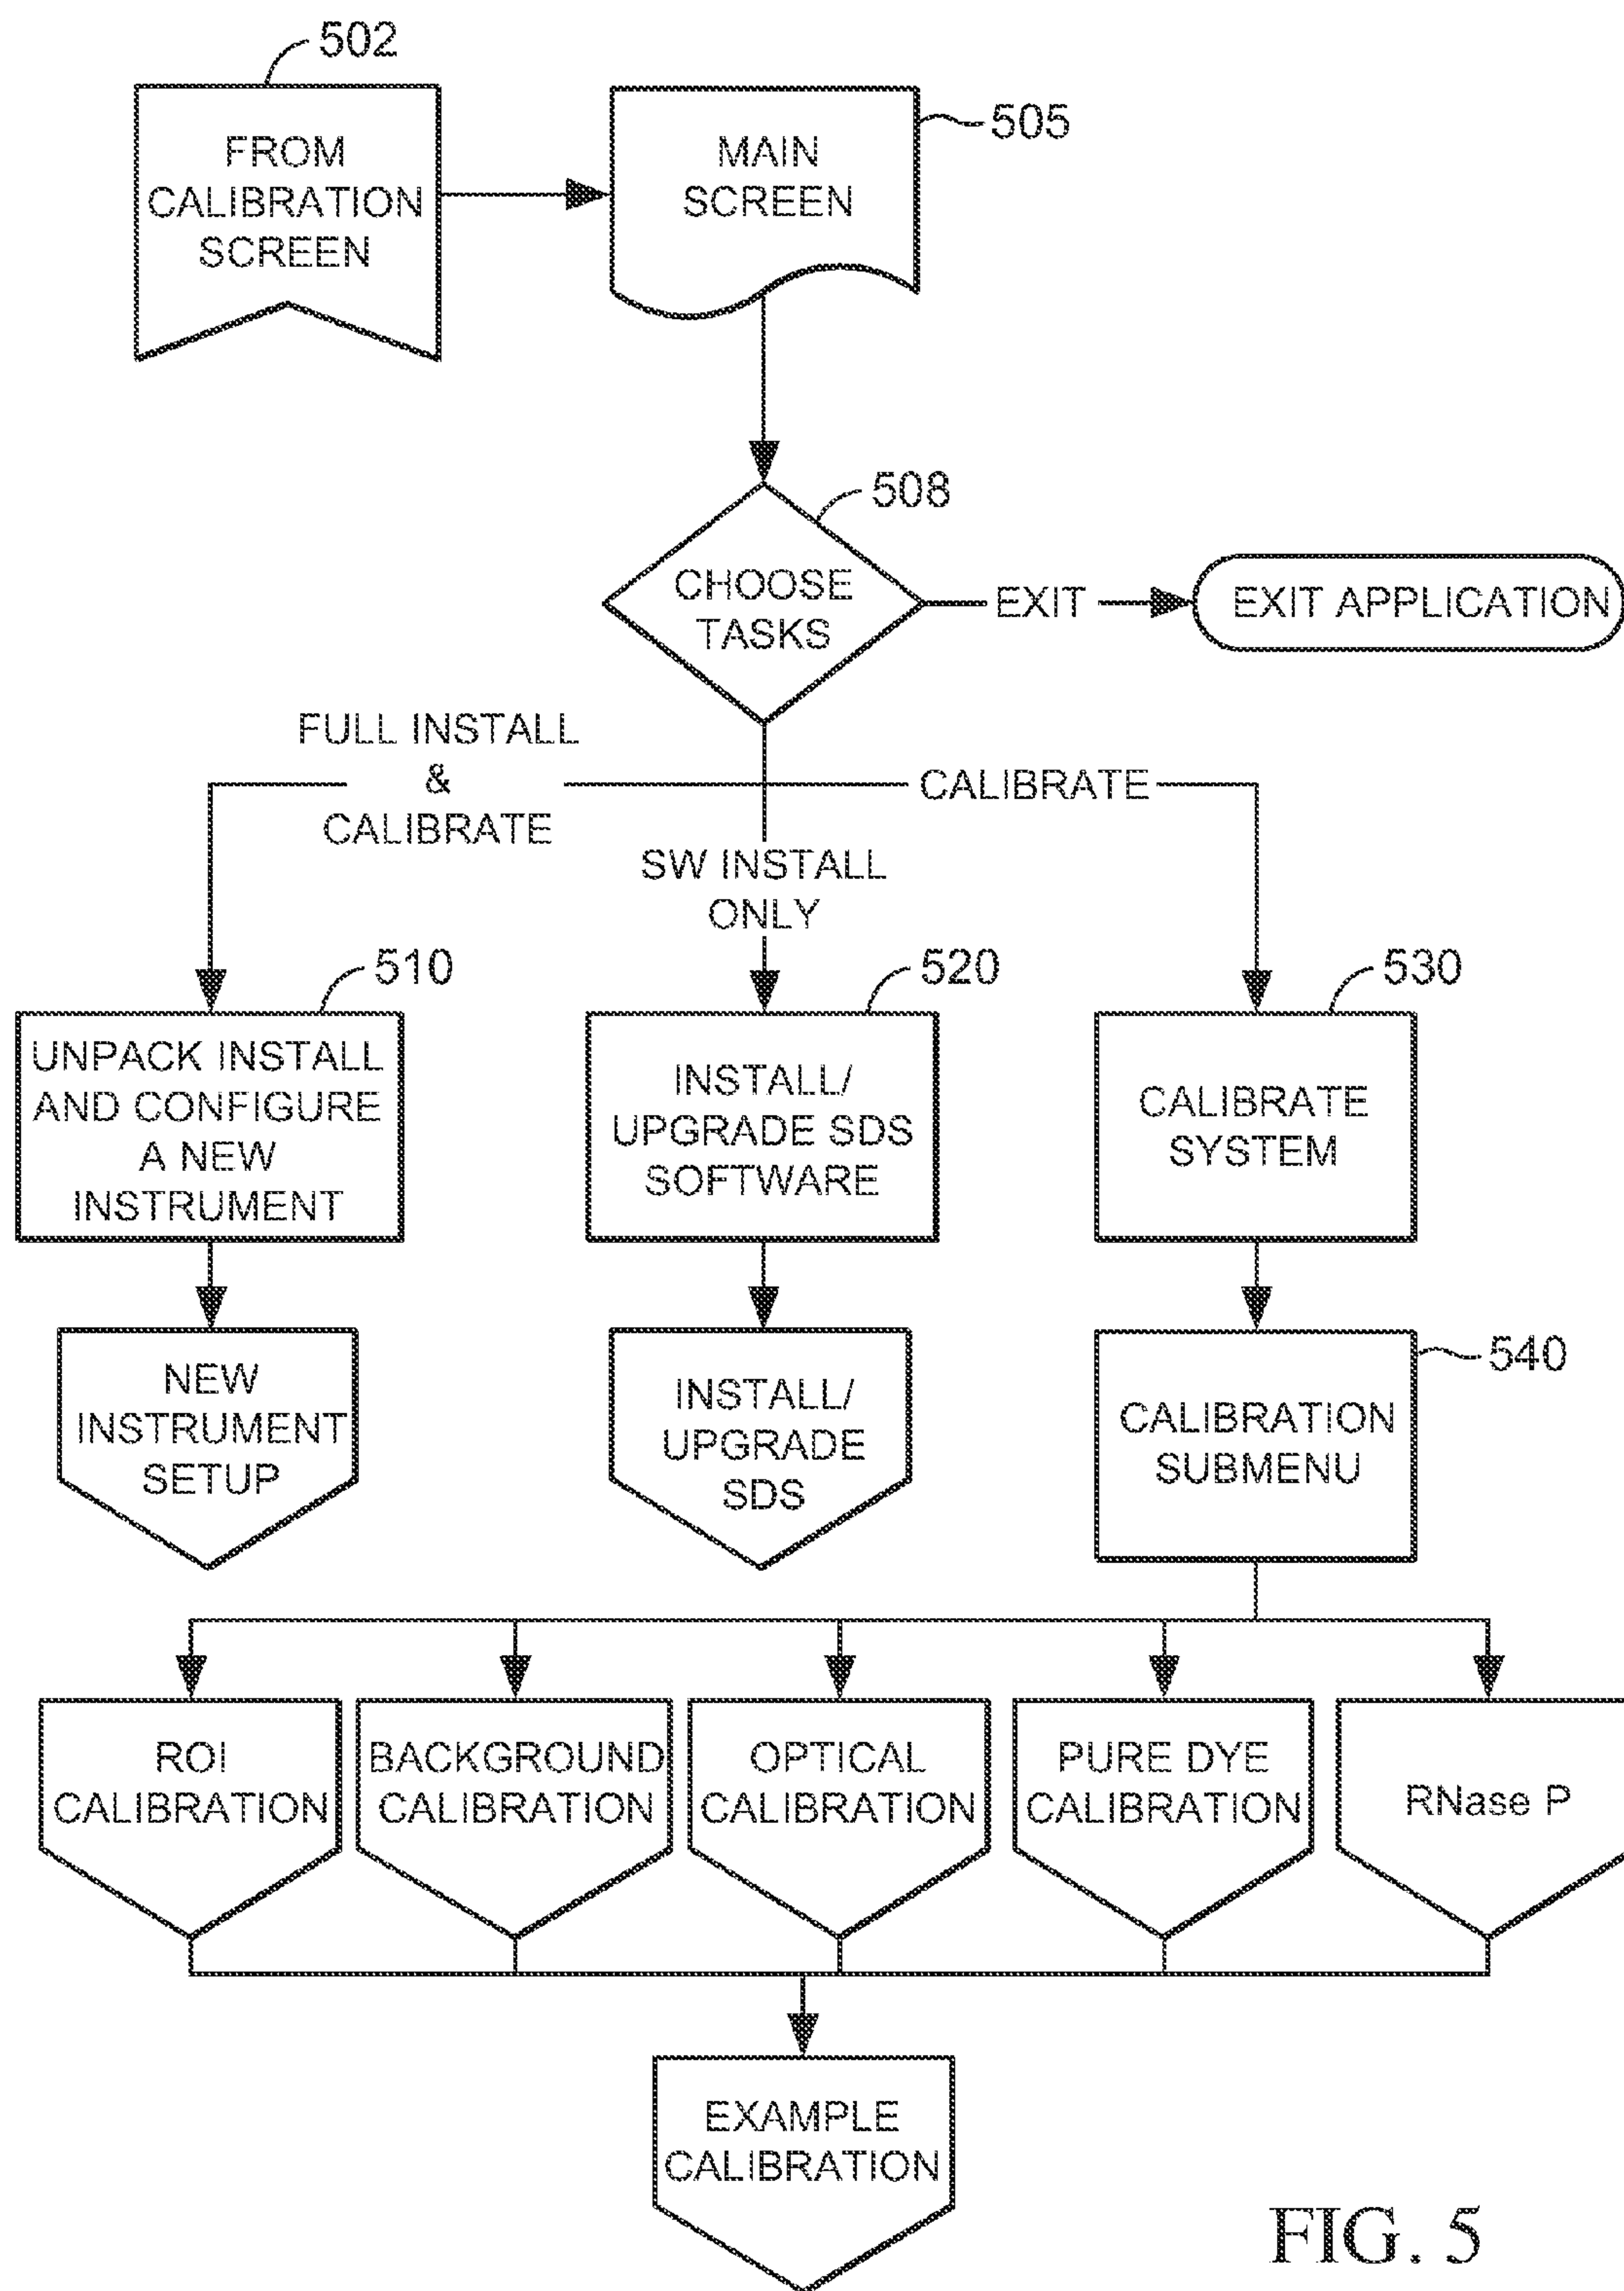 502
FROM
CALIBRATION
SCREEN
MAIN
SCREEN
505
508
CHOOSE
TASKS
EXIT
EXIT APPLICATION
FULL INSTALL
&
CALIBRATE
SW INSTALL
ONLY
CALIBRATE
510
UNPACK INSTALL
AND CONFIGURE
A NEW
INSTRUMENT
520
INSTALL/
UPGRADE SDS
SOFTWARE
530
CALIBRATE
SYSTEM
NEW
INSTRUMENT
SETUP
INSTALL/
UPGRADE
SDS
540
CALIBRATION
SUBMENU
ROI
CALIBRATION
BACKGROUND
CALIBRATION
OPTICAL
CALIBRATION
PURE DYE
CALIBRATION
RNase P
EXAMPLE
CALIBRATION
FIG. 5